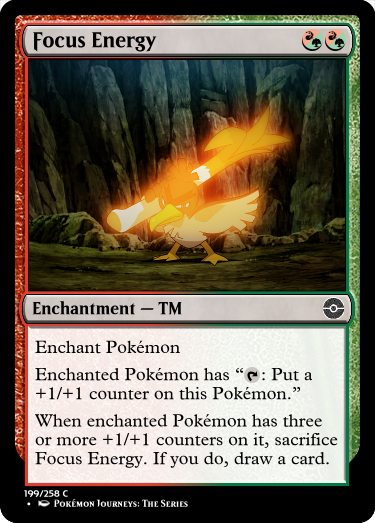 Focus Energy
Enchantment — TM
Enchant Pokémon
Enchanted Pokémon has “: Put a
+1/+1 counter on this Pokémon.”
When enchanted Pokémon has three
or more +1/+1 counters on it, sacrifice
Focus Energy. If you do, draw a card.
199/258 C
• Pokémon Journeys: The Series